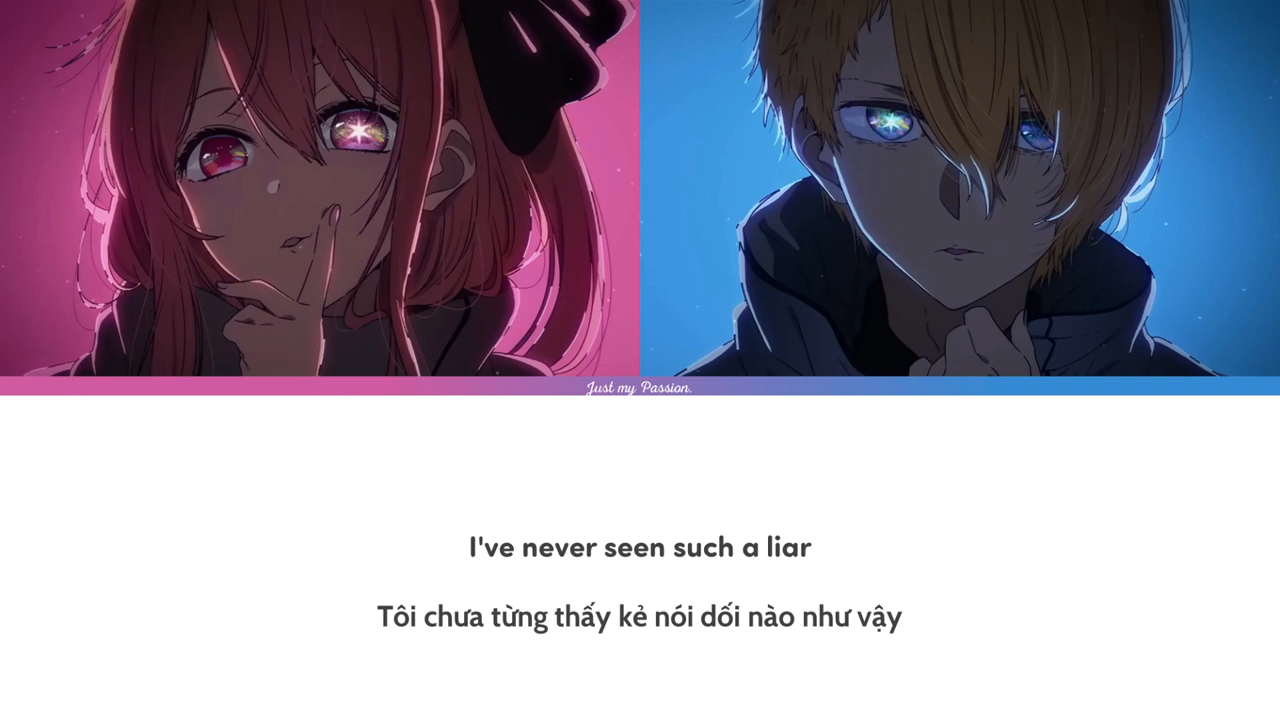 Just my Passion.
I've never seen such a liar
Tôi chưa từng thấy kẻ nói dối nào như vậy